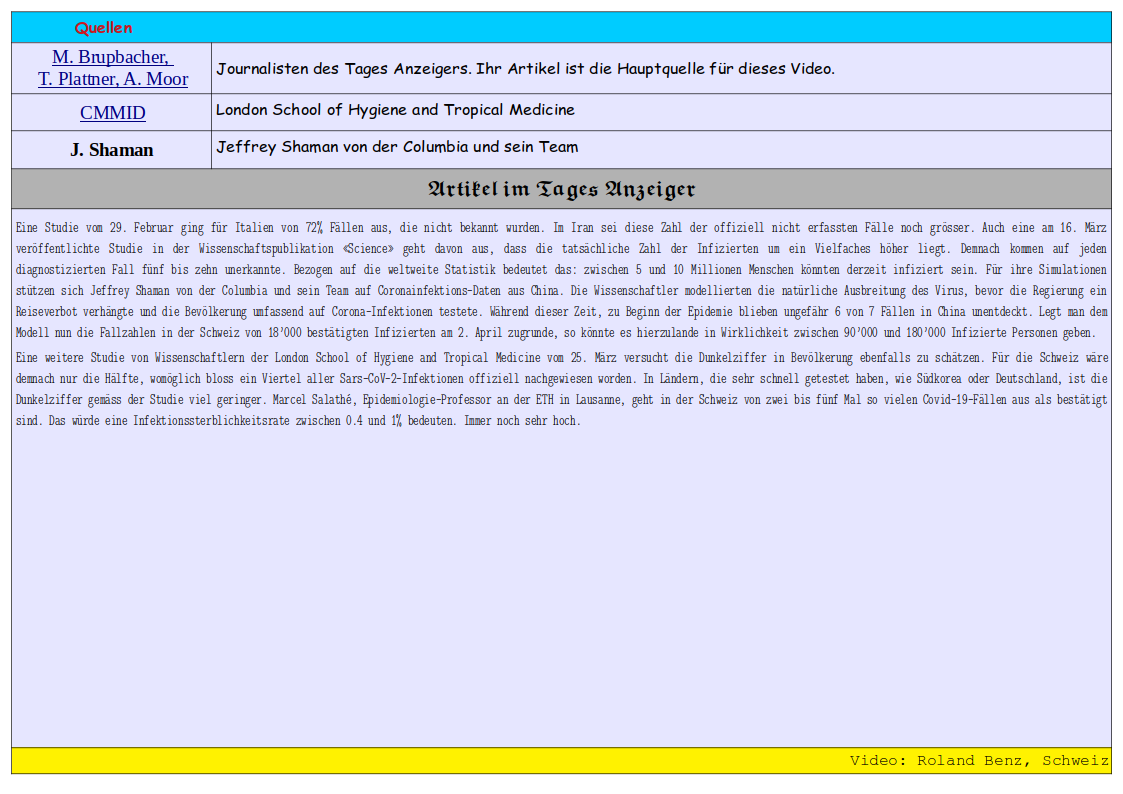 Quellen
M. Brupbacher,
T. Plattner, A. Moor
Journalisten des Tages Anzeigers. Ihr Artikel ist die Hauptquelle für dieses Video.
CMMID
London School of Hygiene and Tropical Medicine
J. Shaman
Jeffrey Shaman von der Columbia und sein Team
Artikel im Tages Anzeiger
Eine Studie vom 29. Februar ging für Italien von 72% Fällen aus, die nicht bekannt wurden. Im Iran sei diese Zahl der offiziell nicht erfassten Fälle noch grösser. Auch eine am 16. März
veröffentlichte Studie in der Wissenschaftspublikation «Science» geht davon aus, dass die tatsächliche Zahl der Infizierten um ein Vielfaches höher liegt. Demnach kommen auf jeden
diagnostizierten Fall fünf bis zehn unerkannte. Bezogen auf die weltweite Statistik bedeutet das: zwischen 5 und 10 Millionen Menschen könnten derzeit infiziert sein. Für ihre Simulationen
stützen sich Jeffrey Shaman von der Columbia und sein Team auf Coronainfektions-Daten aus China. Die Wissenschaftler modellierten die natürliche Ausbreitung des Virus, bevor die Regierung ein
Reiseverbot verhängte und die Bevölkerung umfassend auf Corona-Infektionen testete. Während dieser Zeit, zu Beginn der Epidemie blieben ungefähr 6 von 7 Fällen in China unentdeckt. Legt man dem
Modell nun die Fallzahlen in der Schweiz von 18’000 bestätigten Infizierten am 2. April zugrunde, so könnte es hierzulande in Wirklichkeit zwischen 90’000 und 180’000 Infizierte Personen geben.
Eine weitere Studie von Wissenschaftlern der London School of Hygiene and Tropical Medicine vom 25. März versucht die Dunkelziffer in Bevölkerung ebenfalls zu schätzen. Für die Schweiz wäre
demnach nur die Hälfte, womöglich bloss ein Viertel aller Sars-CoV-2-Infektionen offiziell nachgewiesen worden. In Ländern, die sehr schnell getestet haben, wie Südkorea oder Deutschland, ist die
Dunkelziffer gemäss der Studie viel geringer. Marcel Salathé, Epidemiologie-Professor an der ETH in Lausanne, geht in der Schweiz von zwei bis fünf Mal so vielen Covid-19-Fällen aus als bestätigt
sind. Das würde eine Infektionssterblichkeitsrate zwischen 0.4 und 1% bedeuten. Immer noch sehr hoch.
Video: Roland Benz, Schweiz